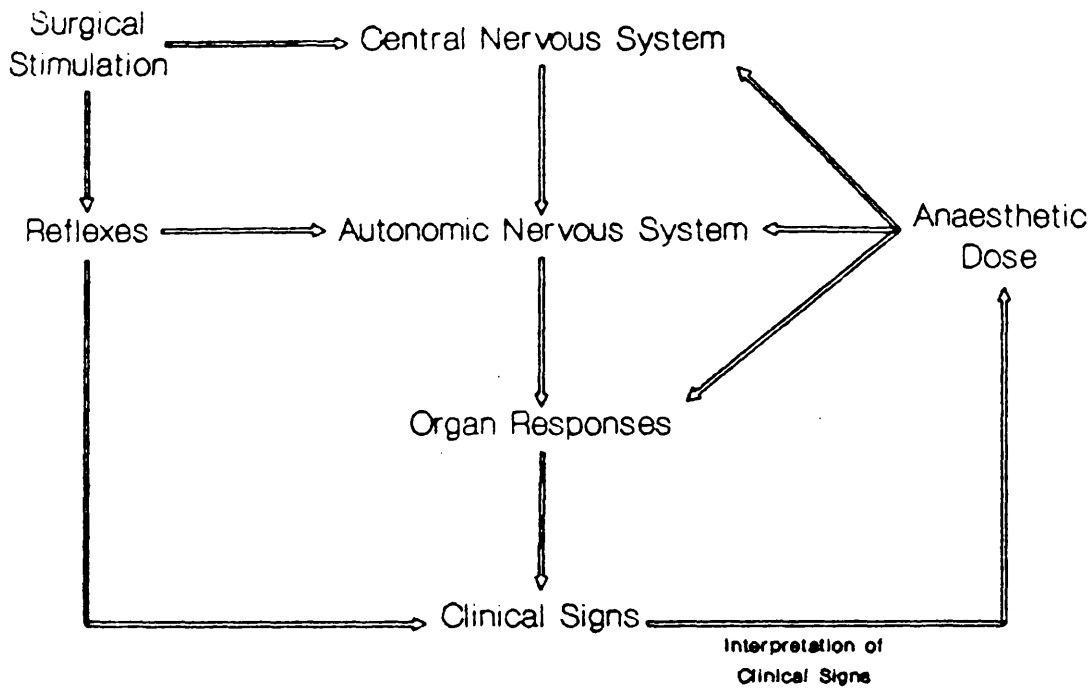 Surgical
Stimulation
Central Nervous System
Reflexes
Autonomic Nervous System
Anaesthetic
Dose
Organ Responses
Clinical Signs
Interpretation of
Clinical Signs